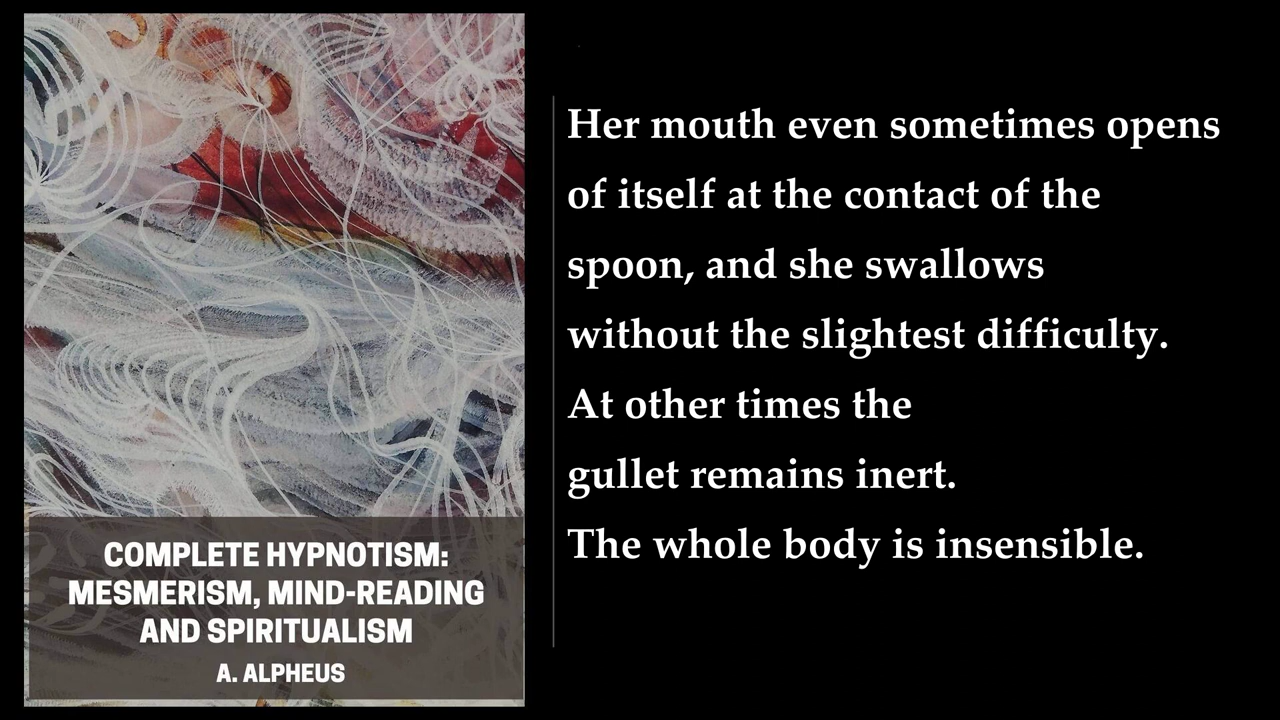 COMPLETE HYPNOTISM:
MESMERISM, MIND-READING
AND SPIRITUALISM
A. ALPHEUS
Her mouth even sometimes opens
of itself at the contact of the
spoon, and she swallows
without the slightest difficulty.
At other times the
gullet remains inert.
The whole body is insensible.